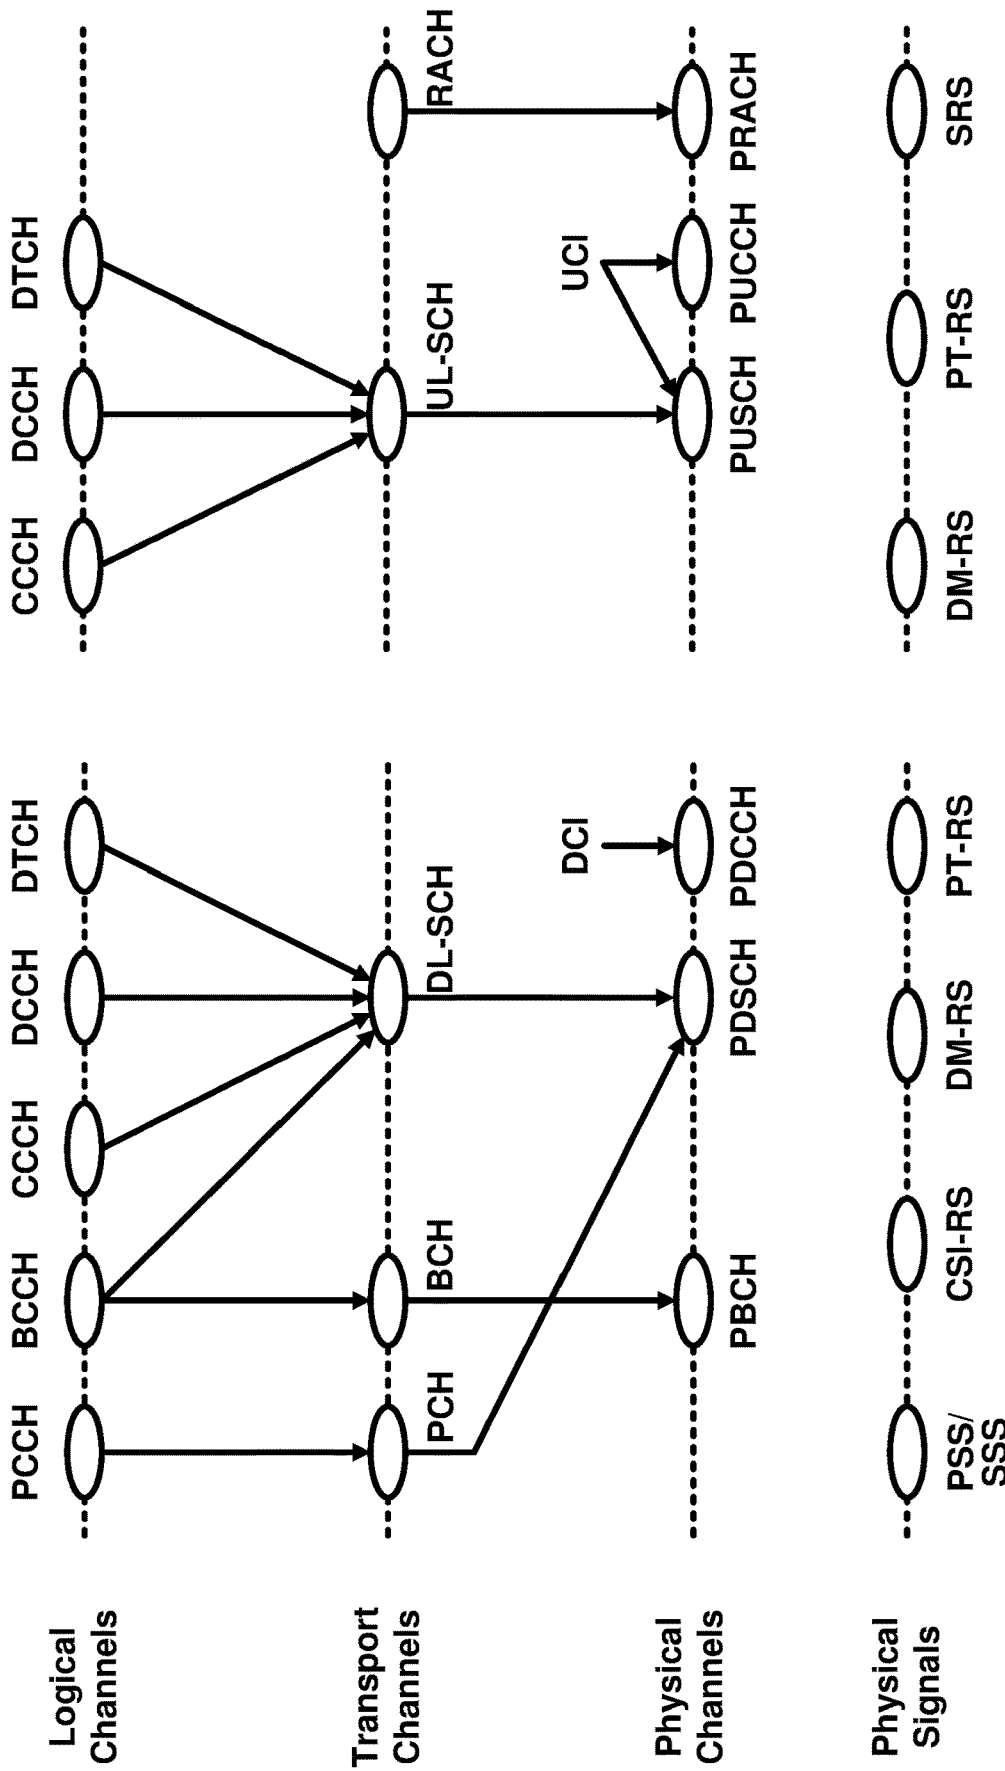 PCCH
BCCH
CCCH
DCCH
DTCH
CCCH
DCCH
DTCH
Logical
Channels
PCH
BCH
DL-SCH
UL-SCH
RACH
Transport
Channels
DCI
UCI
PBCH
PDSCH
PDCCH
PUSCH
PUCCH
PRACH
Physical
Channels
PSS/
SSS
CSI-RS
DM-RS
PT-RS
DM-RS
PT-RS
SRS
Physical
Signals